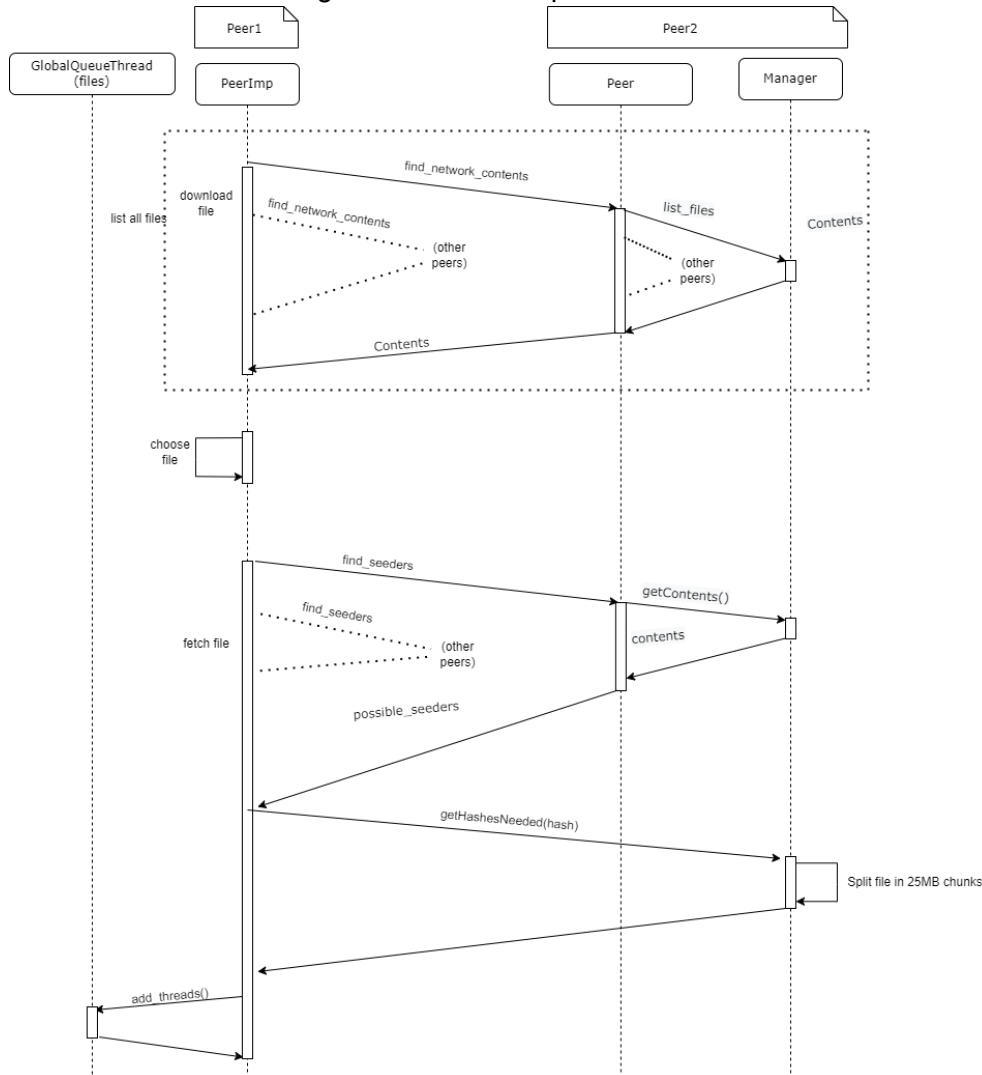 Peer1
Peer2
GlobalQueueThread
(files)
PeerImp
Peer
Manager
find_network_contents
download
file
find_network_contents
list_files
list all files
Contents
(other
peers)
(other
peers)
Contents
choose
file
find_seeders
getContents()
find_seeders
fetch file
(other
peers)
contents
possible_seeders
getHashesNeeded(hash)
Split file in 25MB chunks
add_threads()